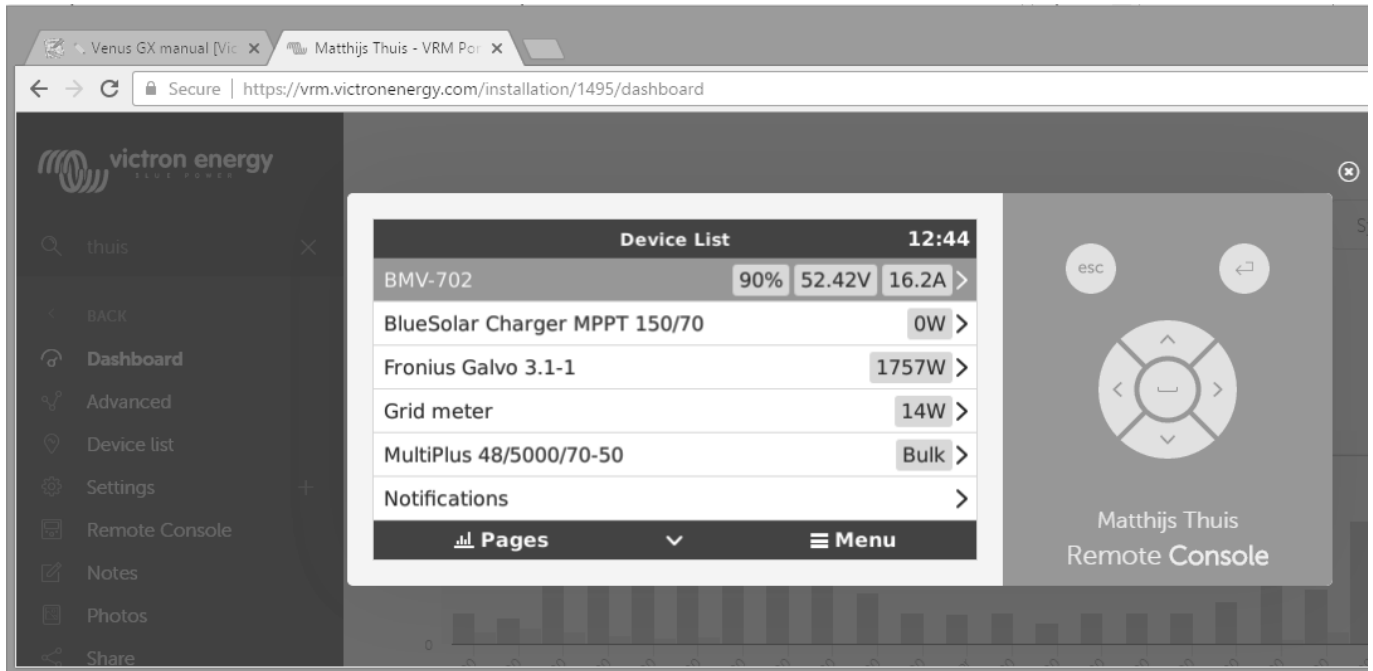 Venus GX manual [Vic
Matthijs Thuis - VRM Por
Secure | https://vrm.victronenergy.com/installation/1495/dashboard
victron energy
BLUE POWER
thuis
BACK
Dashboard
Advanced
Device list
Settings
Remote Console
Notes
Photos
Share
Device List 12:44
BMV-702 90% 52.42V 16.2A
BlueSolar Charger MPPT 150/70 0W
Fronius Galvo 3.1-1 1757W
Grid meter 14W
MultiPlus 48/5000/70-50 Bulk
Notifications
Pages Menu
esc
Matthijs Thuis
Remote Console
0